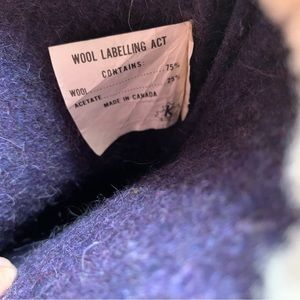 WOOL LABELLING ACT
CONTAINS:
WOOL..............75%
ACETATE..........25%
MADE IN CANADA